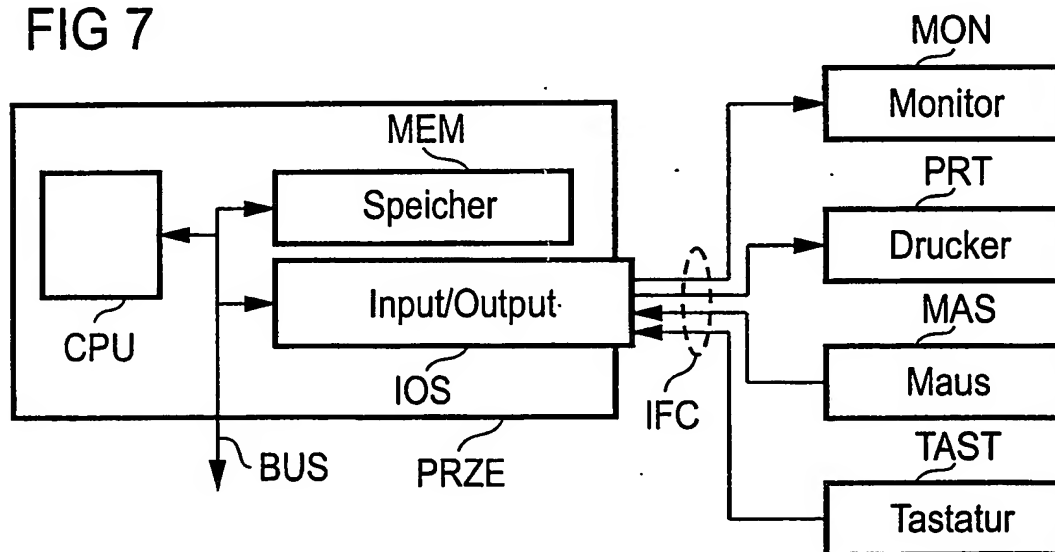 FIG 7
MON
Monitor
MEM
Speicher
PRT
Drucker
Input/Output
CPU
IOS
IFC
MAS
Maus
BUS
PRZE
TAST
Tastatur